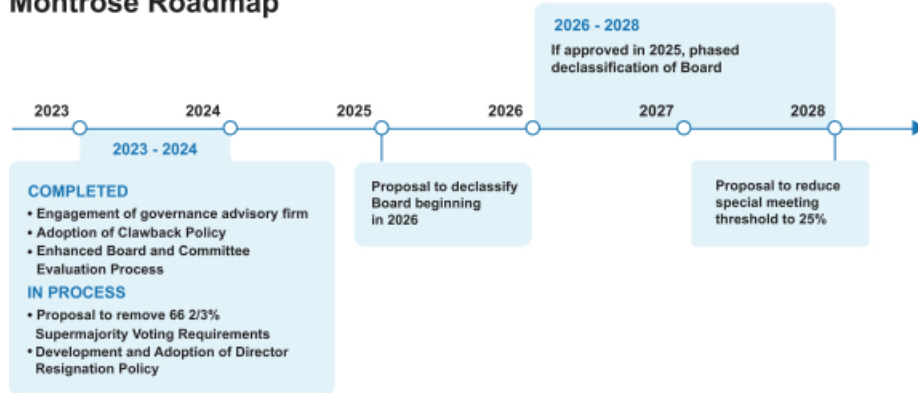 Montrose Roadmap
2026 - 2028
If approved in 2025, phased
declassification of Board
2023
2024
2025
2026
2027
2028
2023 - 2024
COMPLETED
• Engagement of governance advisory firm
• Adoption of Clawback Policy
• Enhanced Board and Committee
Evaluation Process
IN PROCESS
• Proposal to remove 66 2/3%
Supermajority Voting Requirements
• Development and Adoption of Director
Resignation Policy
Proposal to declassify
Board beginning
in 2026
Proposal to reduce
special meeting
threshold to 25%